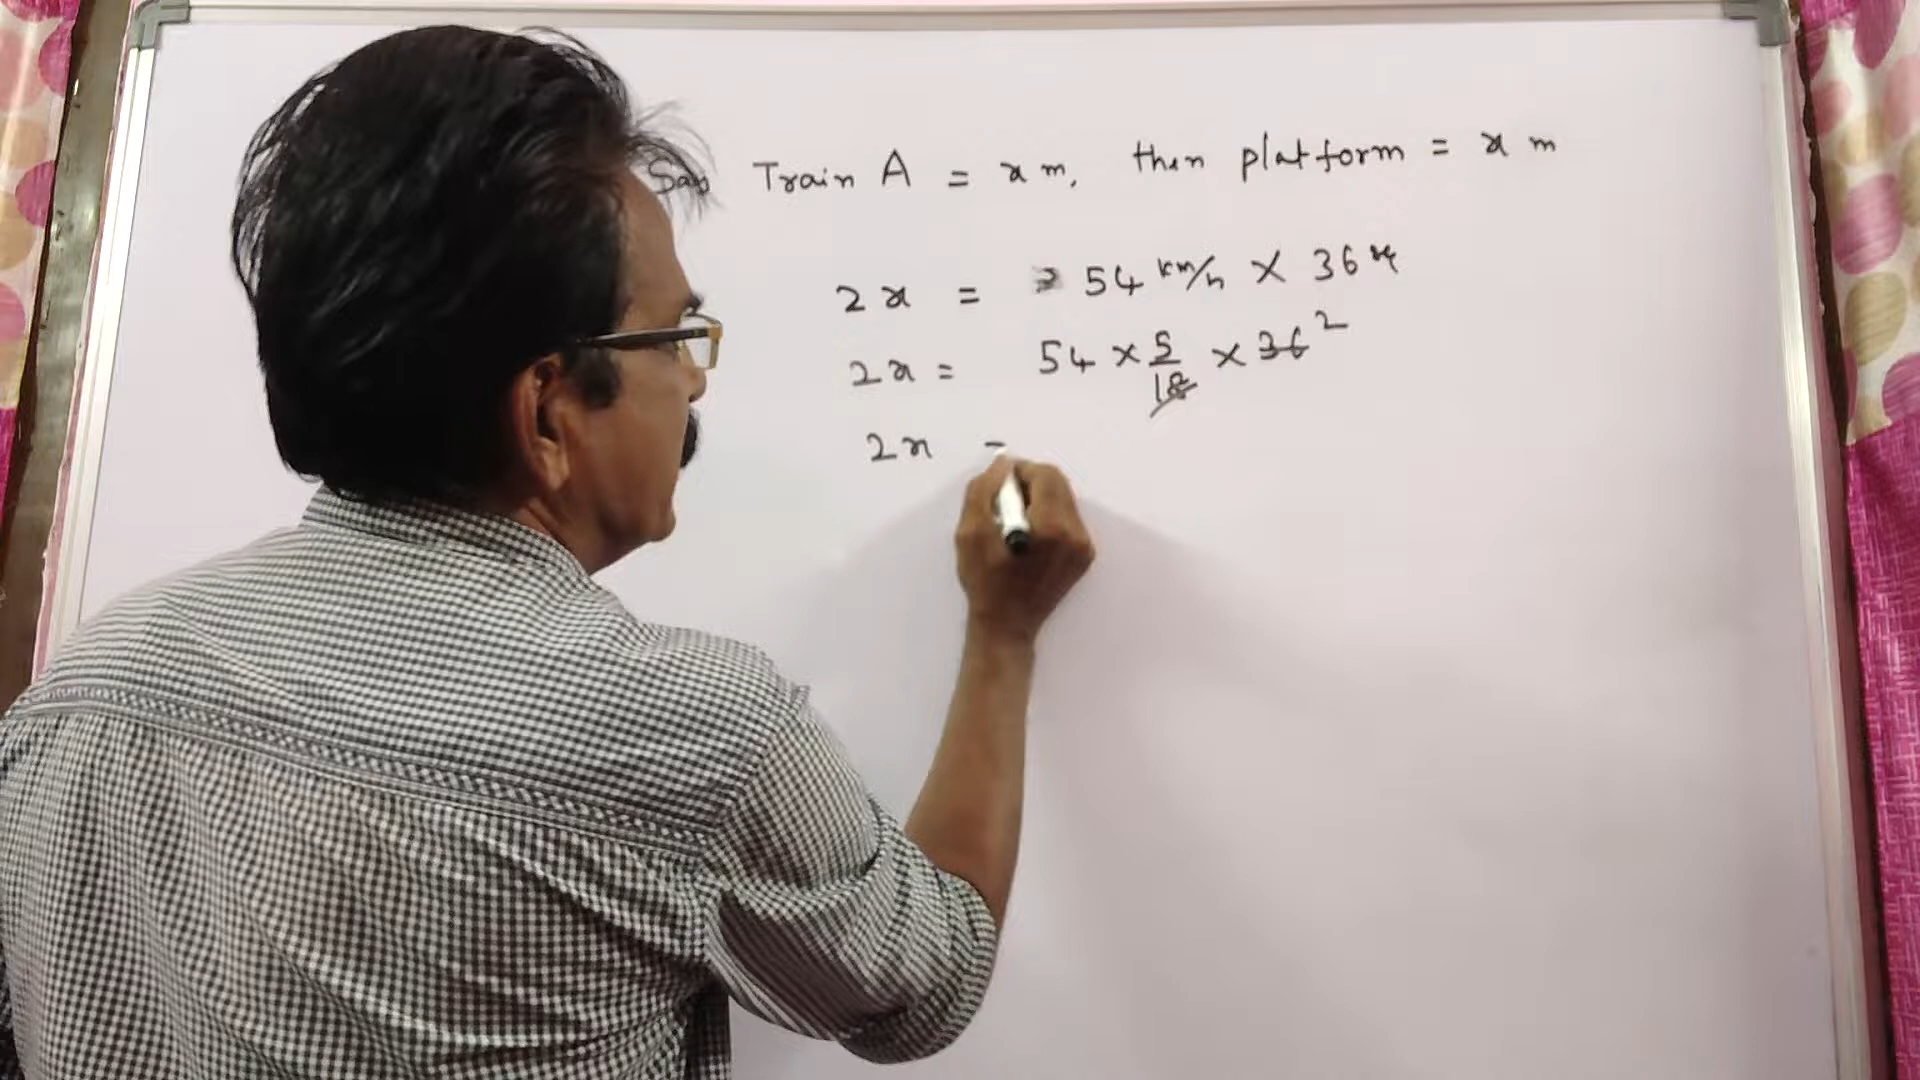 Say Train A = x m, then platform = x m
2x = 54 km/h × 36
2x = 54 × 5/18 × 36 2
2x =